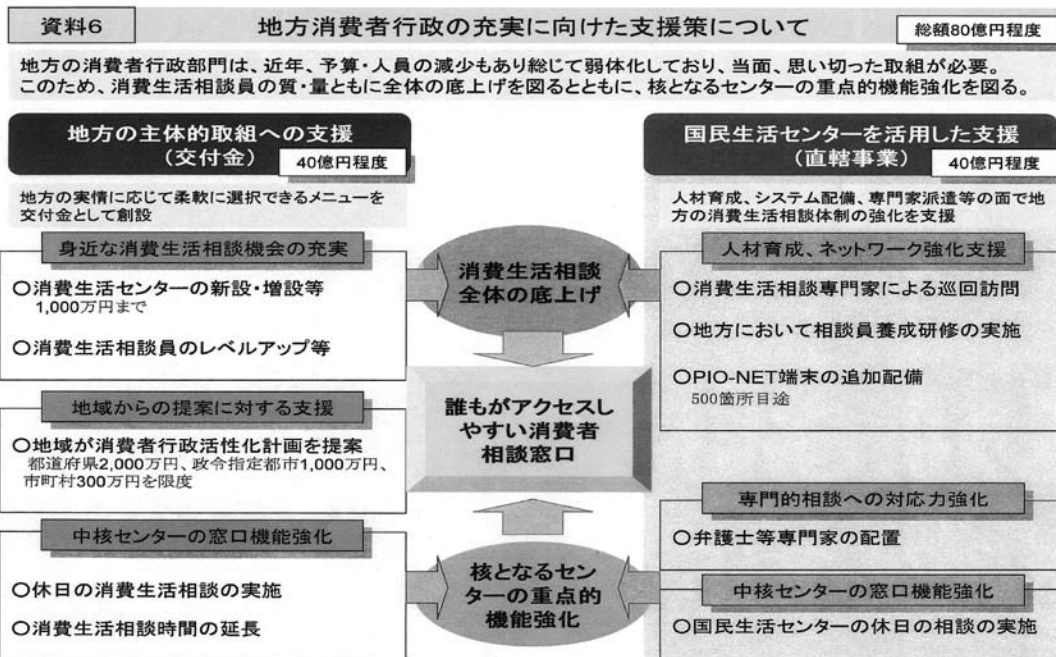 資料6
地方消費者行政の充実に向けた支援策について
総額80億円程度
地方の消費者行政部門は、近年、予算・人員の減少もあり総じて弱体化しており、当面、思い切った取組が必要。
このため、消費生活相談員の質・量ともに全体の底上げを図るとともに、核となるセンターの重点的機能強化を図る。
地方の主体的取組への支援
(交付金)
40億円程度
地方の実情に応じて柔軟に選択できるメニューを
交付金として創設
身近な消費生活相談機会の充実
○消費生活センターの新設・増設等
1,000万円まで
○消費生活相談員のレベルアップ等
地域からの提案に対する支援
○地域が消費者行政活性化計画を提案
都道府県2,000万円、政令指定都市1,000万円、
市町村300万円を限度
中核センターの窓口機能強化
○休日の消費生活相談の実施
○消費生活相談時間の延長
消費生活相談
全体の底上げ
誰もがアクセスし
やすい消費者
相談窓口
核となるセン
ターの重点的
機能強化
国民生活センターを活用した支援
(直轄事業)
40億円程度
人材育成、システム配備、専門家派遣等の面で地
方の消費生活相談体制の強化を支援
人材育成、ネットワーク強化支援
○消費生活相談専門家による巡回訪問
○地方において相談員養成研修の実施
○PIO-NET端末の追加配備
500箇所目途
専門的相談への対応力強化
○弁護士等専門家の配置
中核センターの窓口機能強化
○国民生活センターの休日の相談の実施